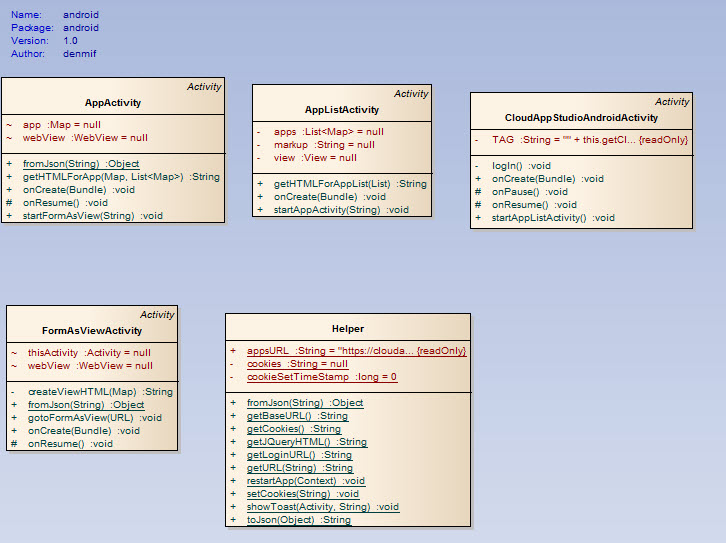 Name: android
Package: android
Version: 1.0
Author: denmif
Activity
AppActivity
~ app :Map = null
~ webView :WebView = null
+ fromJson(String) :Object
+ getHTMLForApp(Map, List<Map>) :String
+ onCreate(Bundle) :void
# onResume() :void
+ startFormAsView(String) :void
Activity
AppListActivity
- apps :List<Map> = null
- markup :String = null
- view :View = null
+ getHTMLForAppList(List) :String
+ onCreate(Bundle) :void
+ startAppActivity(String) :void
Activity
CloudAppStudioAndroidActivity
- TAG :String = "" + this.getCl... {readOnly}
- logIn() :void
+ onCreate(Bundle) :void
# onPause() :void
# onResume() :void
+ startAppListActivity() :void
Activity
FormAsViewActivity
~ thisActivity :Activity = null
~ webView :WebView = null
- createViewHTML(Map) :String
+ fromJson(String) :Object
+ gotoFormAsView(URL) :void
+ onCreate(Bundle) :void
# onResume() :void
Helper
+ appsURL :String = "https://clouda... {readOnly}
- cookies :String = null
- cookieSetTimeStamp :long = 0
+ fromJson(String) :Object
+ getBaseURL() :String
+ getCookies() :String
+ getJQueryHTML() :String
+ getLoginURL() :String
+ getURL(String) :String
+ restartApp(Context) :void
+ setCookies(String) :void
+ showToast(Activity, String) :void
+ toJson(Object) :String